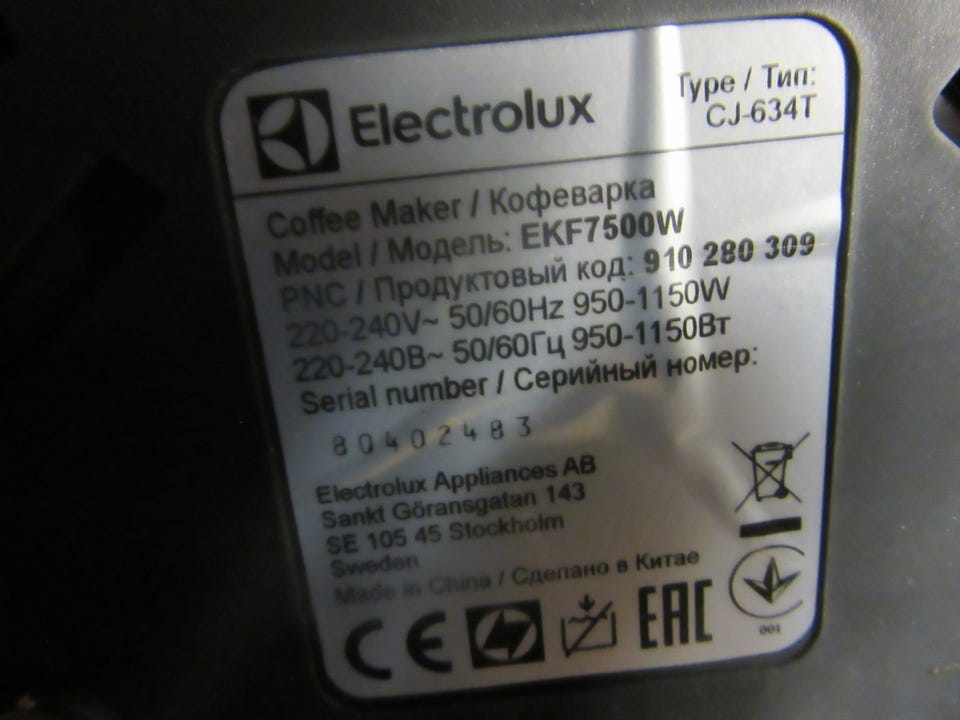 Electrolux
Type / Тип:
CJ-634T
Coffee Maker / Кофеварка
Model / Модель: EKF7500W
PNC / Продуктовый код: 910 280 309
220-240V~ 50/60Hz 950-1150W
220-240В~ 50/60Гц 950-1150Вт
Serial number / Серийный номер:
80402483
Electrolux Appliances AB
Sankt Göransgatan 143
SE 105 45 Stockholm
Sweden
Made in China / Сделано в Китае
CE
EAC
001